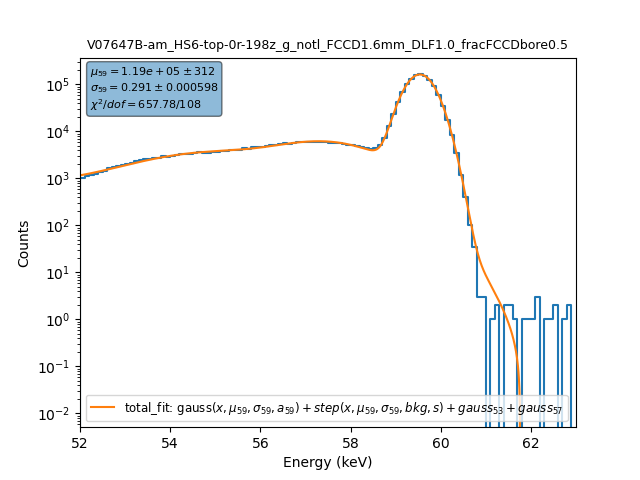 V07647B-am_HS6-top-0r-198z_g_notl_FCCD1.6mm_DLF1.0_fracFCCDbore0.5
μ₅₉ = 1.19e + 05 ± 312
σ₅₉ = 0.291 ± 0.000598
χ²/dof = 657.78/108
10⁵
10⁴
10³
10²
10¹
10⁰
10⁻¹
10⁻²
Counts
total_fit: gauss(x, μ₅₉, σ₅₉, a₅₉) + step(x, μ₅₉, σ₅₉, bkg, s) + gauss₅₃ + gauss₅₇
52 54 56 58 60 62
Energy (keV)